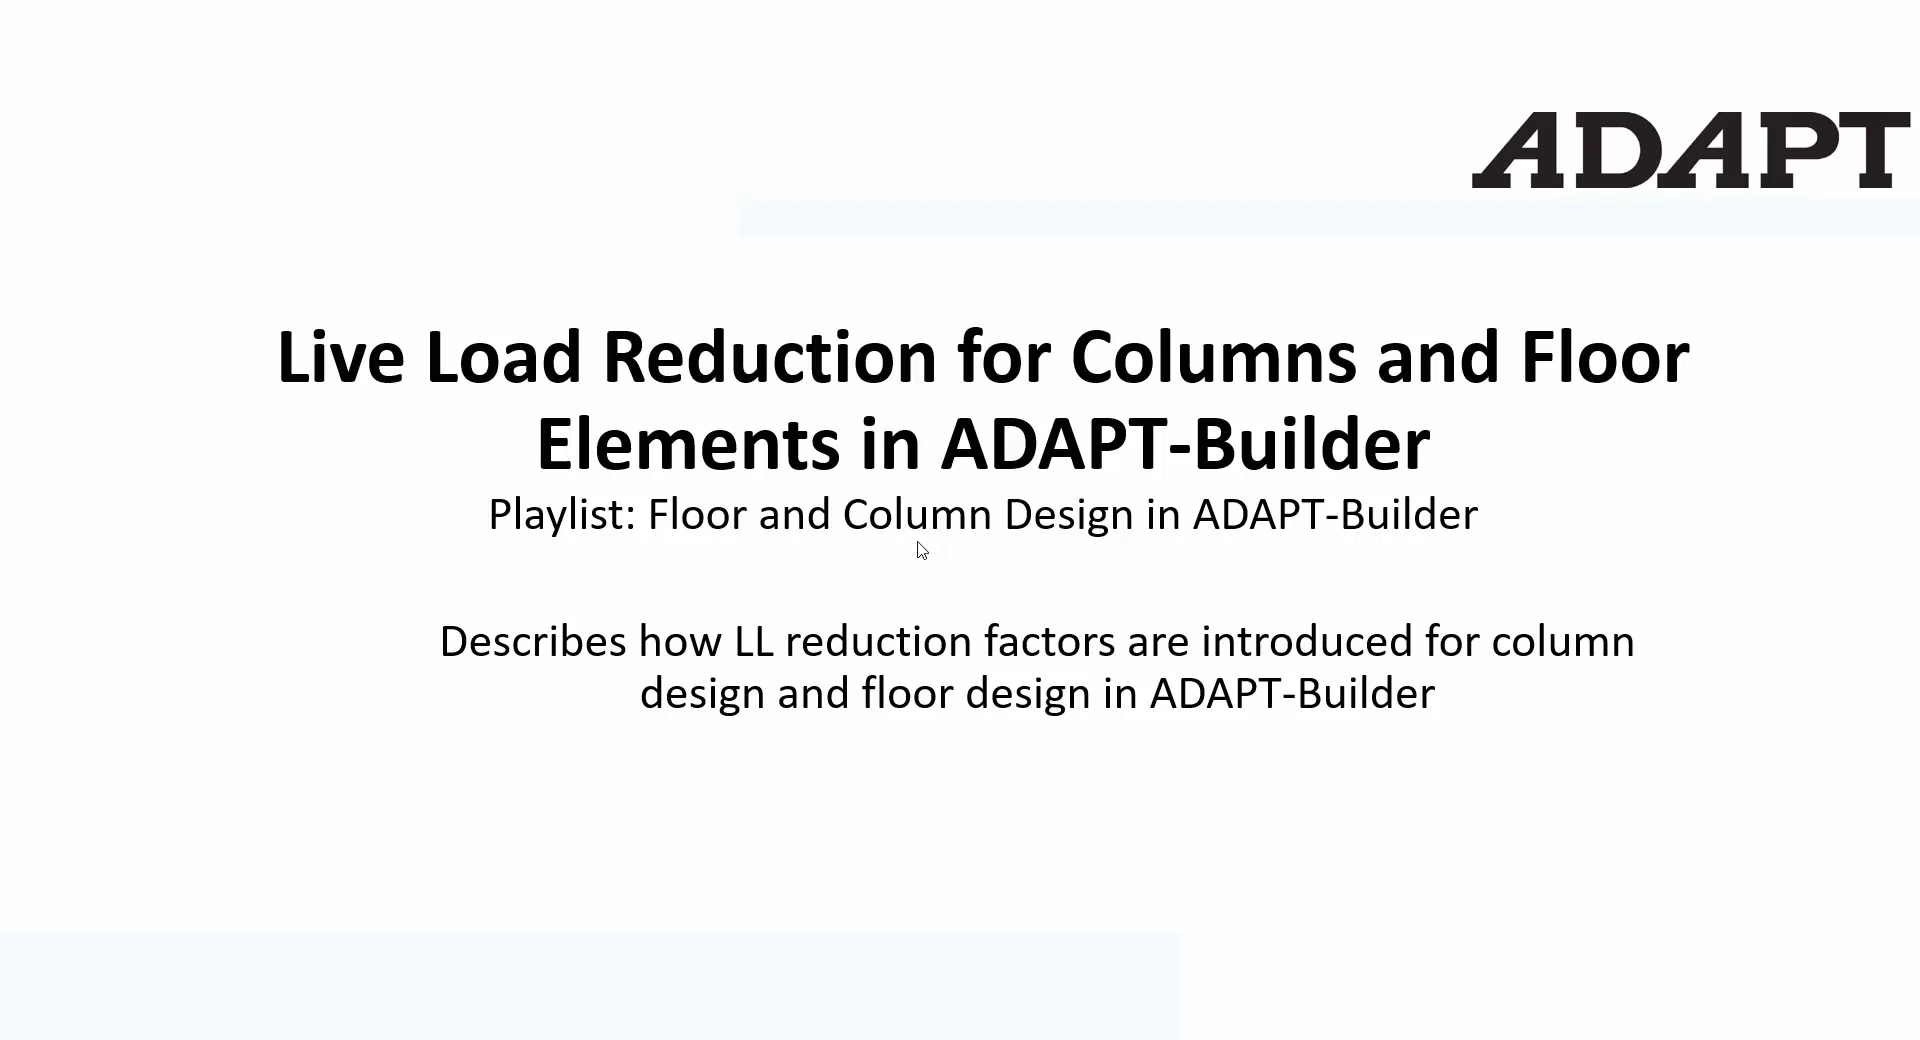 ADAPT
Live Load Reduction for Columns and Floor
Elements in ADAPT-Builder
Playlist: Floor and Column Design in ADAPT-Builder
Describes how LL reduction factors are introduced for column
design and floor design in ADAPT-Builder